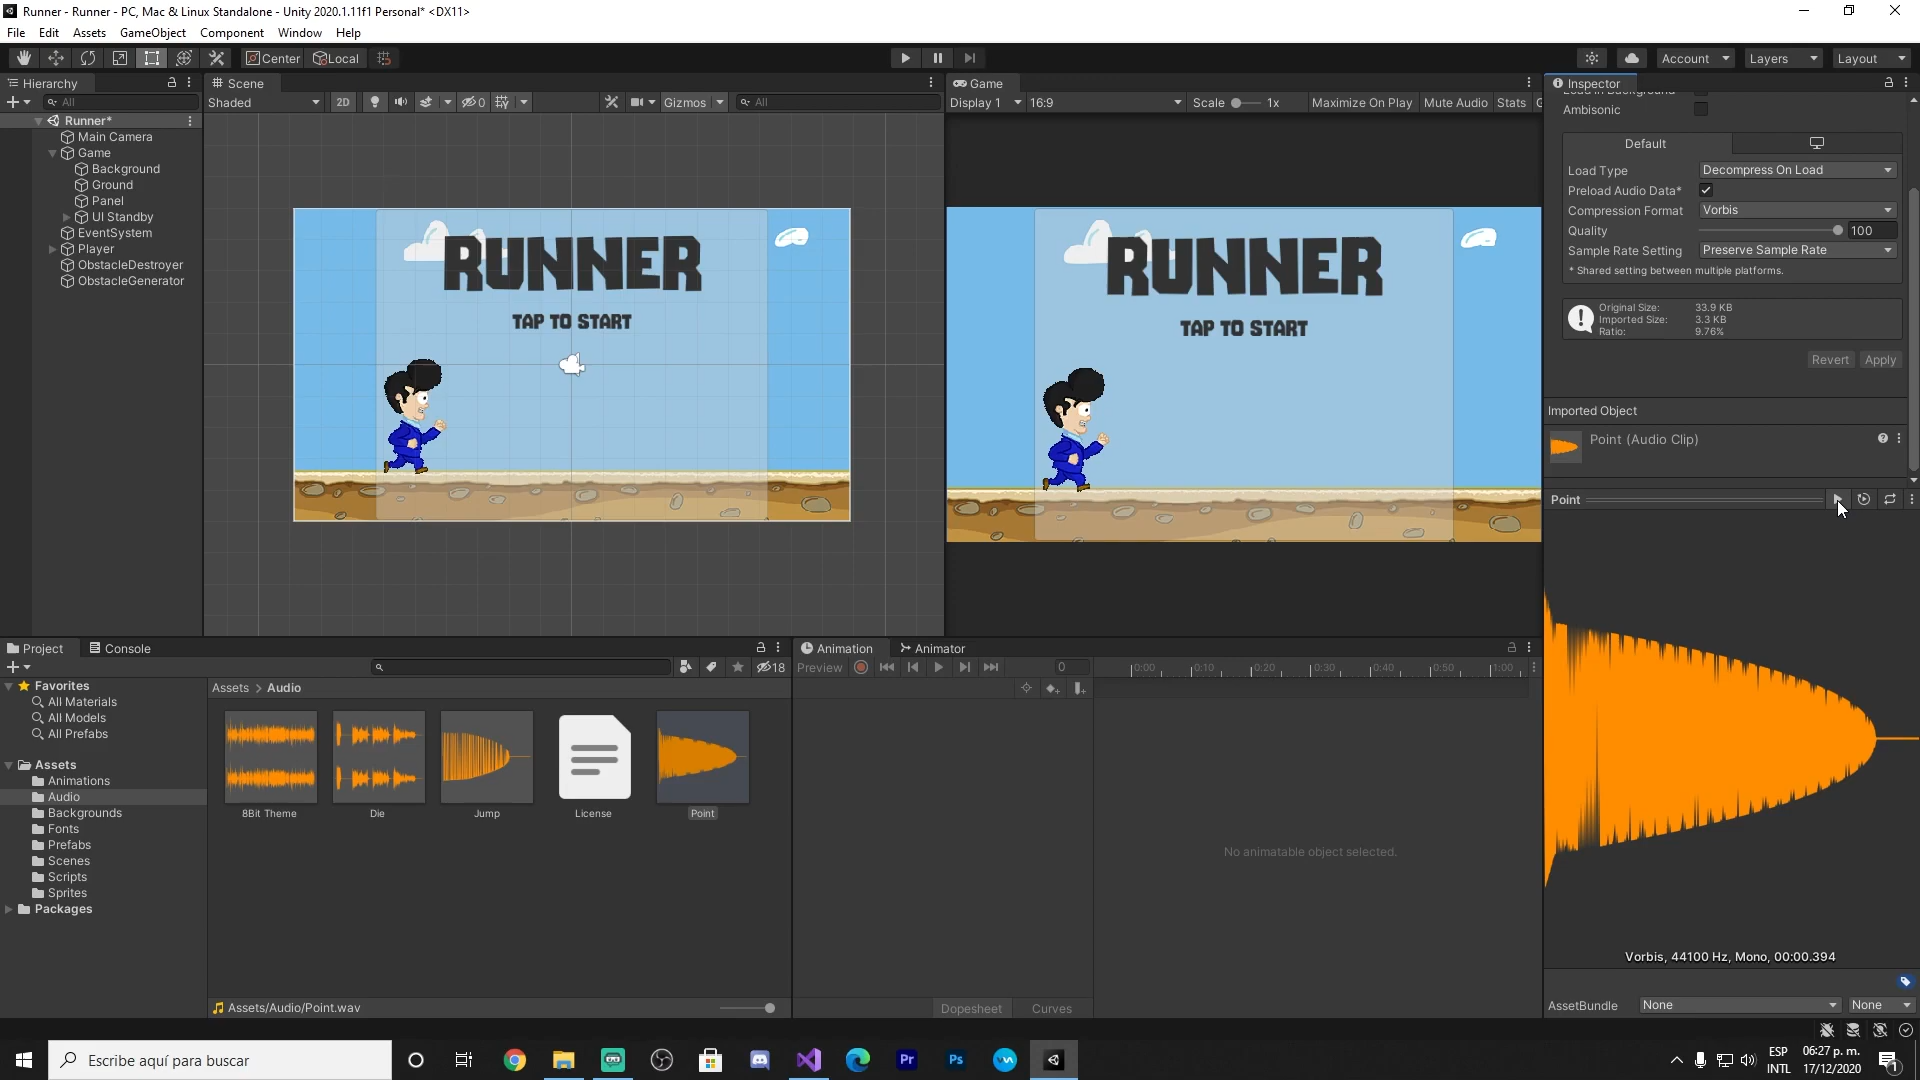 Runner - Runner - PC, Mac & Linux Standalone - Unity 2020.1.11f1 Personal* <DX11>
File Edit Assets GameObject Component Window Help
Center Local Account Layers Layout
Hierarchy
All
Runner*
Main Camera
Game
Background
Ground
Panel
UI Standby
EventSystem
Player
ObstacleDestroyer
ObstacleGenerator
Scene
Shaded 2D 0 Gizmos All
RUNNER
TAP TO START
Game
Display 1 16:9 Scale 1x Maximize On Play Mute Audio Stats G
RUNNER
TAP TO START
Inspector
Ambisonic
Default
Load Type Decompress On Load
Preload Audio Data*
Compression Format Vorbis
Quality 100
Sample Rate Setting Preserve Sample Rate
* Shared setting between multiple platforms.
Original Size: 33.9 KB
Imported Size: 3.3 KB
Ratio: 9.76%
Revert Apply
Imported Object
Point (Audio Clip)
Point
Vorbis, 44100 Hz, Mono, 00:00.394
AssetBundle None None
Project Console
18
Favorites
All Materials
All Models
All Prefabs
Assets
Animations
Audio
Backgrounds
Fonts
Prefabs
Scenes
Scripts
Sprites
Packages
Assets > Audio
8Bit Theme Die Jump License Point
Assets/Audio/Point.wav
Animation Animator
Preview 0 0:00 0:10 0:20 0:30 0:40 0:50 1:00
No animatable object selected.
Dopesheet Curves
Escribe aquí para buscar
Pr Ps
ESP
INTL
06:27 p. m.
17/12/2020
1